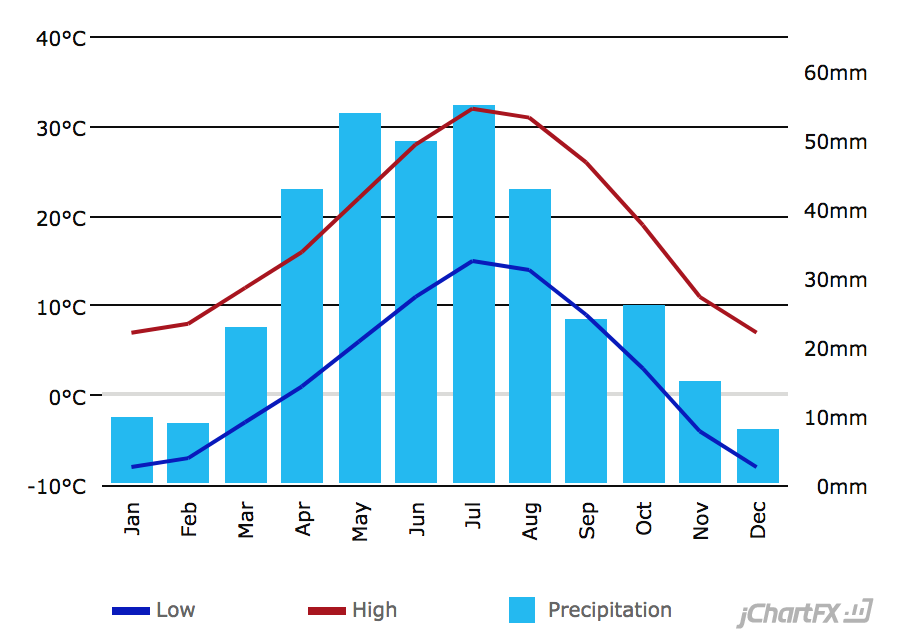 40°C
60mm
30°C
50mm
20°C
40mm
30mm
10°C
20mm
0°C
10mm
-10°C
0mm
Jan Feb Mar Apr May Jun Jul Aug Sep Oct Nov Dec
Low High Precipitation
jChartFX